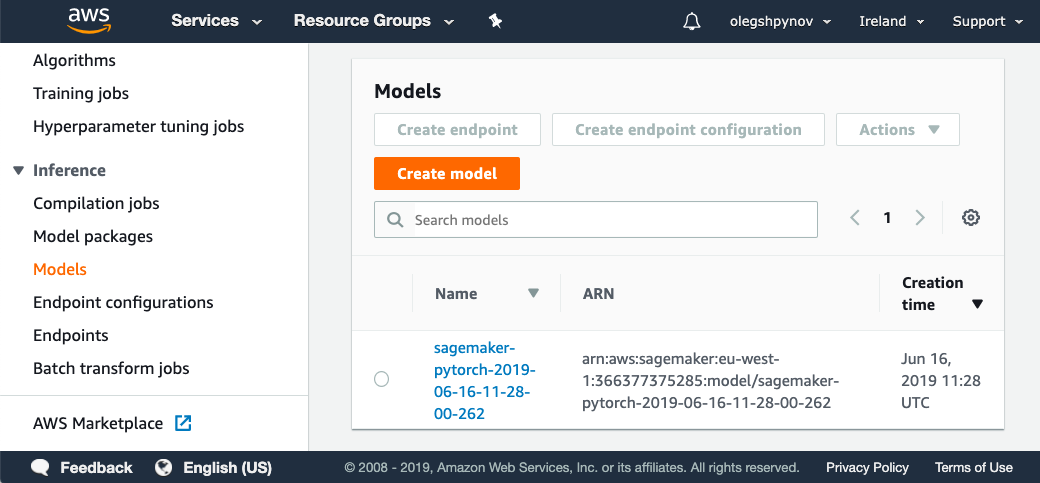 aws Services Resource Groups olegshpynov Ireland Support
Algorithms
Training jobs
Hyperparameter tuning jobs
Inference
Compilation jobs
Model packages
Models
Endpoint configurations
Endpoints
Batch transform jobs
AWS Marketplace
Models
Create endpoint Create endpoint configuration Actions
Create model
Search models 1
Name ARN Creation
time
sagemaker-
pytorch-2019-
06-16-11-28-
00-262
arn:aws:sagemaker:eu-west-
1:366377375285:model/sagemaker-
pytorch-2019-06-16-11-28-00-262
Jun 16,
2019 11:28
UTC
Feedback English (US) © 2008 - 2019, Amazon Web Services, Inc. or its affiliates. All rights reserved. Privacy Policy Terms of Use